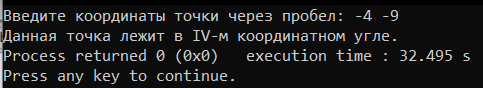 Введите координаты точки через пробел: -4 -9
Данная точка лежит в IV-м координатном угле.
Process returned 0 (0x0)   execution time : 32.495 s
Press any key to continue.